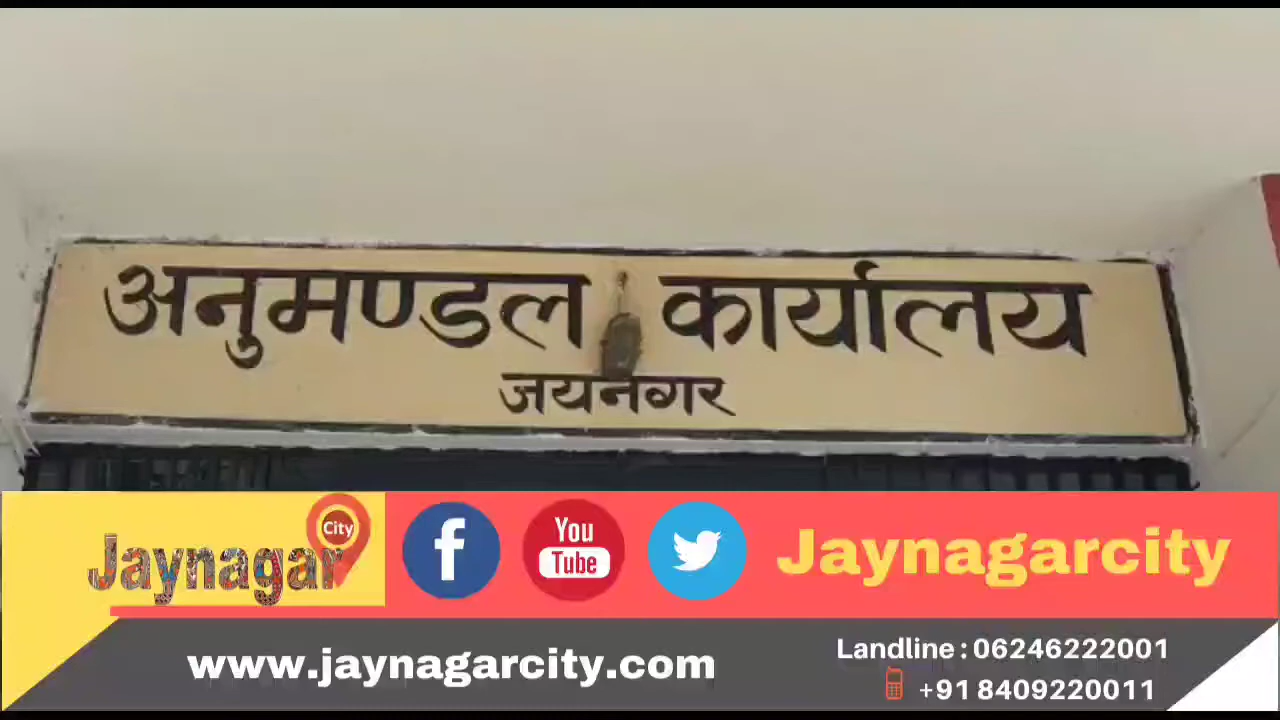 अनुमण्डल कार्यालय
जयनगर
Jaynagar City
f
You Tube
Jaynagarcity
www.jaynagarcity.com
Landline : 06246222001
+91 8409220011